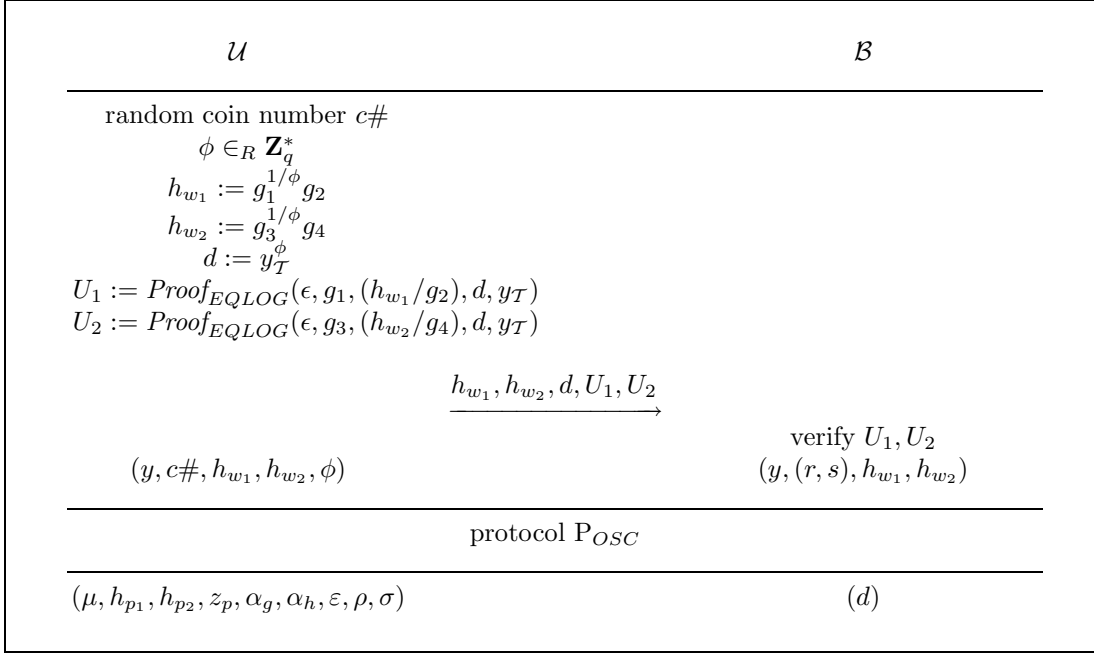 𝒰 ℬ
random coin number c#
ϕ ∈_R Z_q^*
h_{w_1} := g_1^{1/ϕ} g_2
h_{w_2} := g_3^{1/ϕ} g_4
d := y_𝒯^ϕ
U_1 := Proof_{EQLOG}(ϵ, g_1, (h_{w_1}/g_2), d, y_𝒯)
U_2 := Proof_{EQLOG}(ϵ, g_3, (h_{w_2}/g_4), d, y_𝒯)
h_{w_1}, h_{w_2}, d, U_1, U_2
⟶
verify U_1, U_2
(y, c#, h_{w_1}, h_{w_2}, ϕ) (y, (r, s), h_{w_1}, h_{w_2})
protocol P_{OSC}
(μ, h_{p_1}, h_{p_2}, z_p, α_g, α_h, ε, ρ, σ) (d)